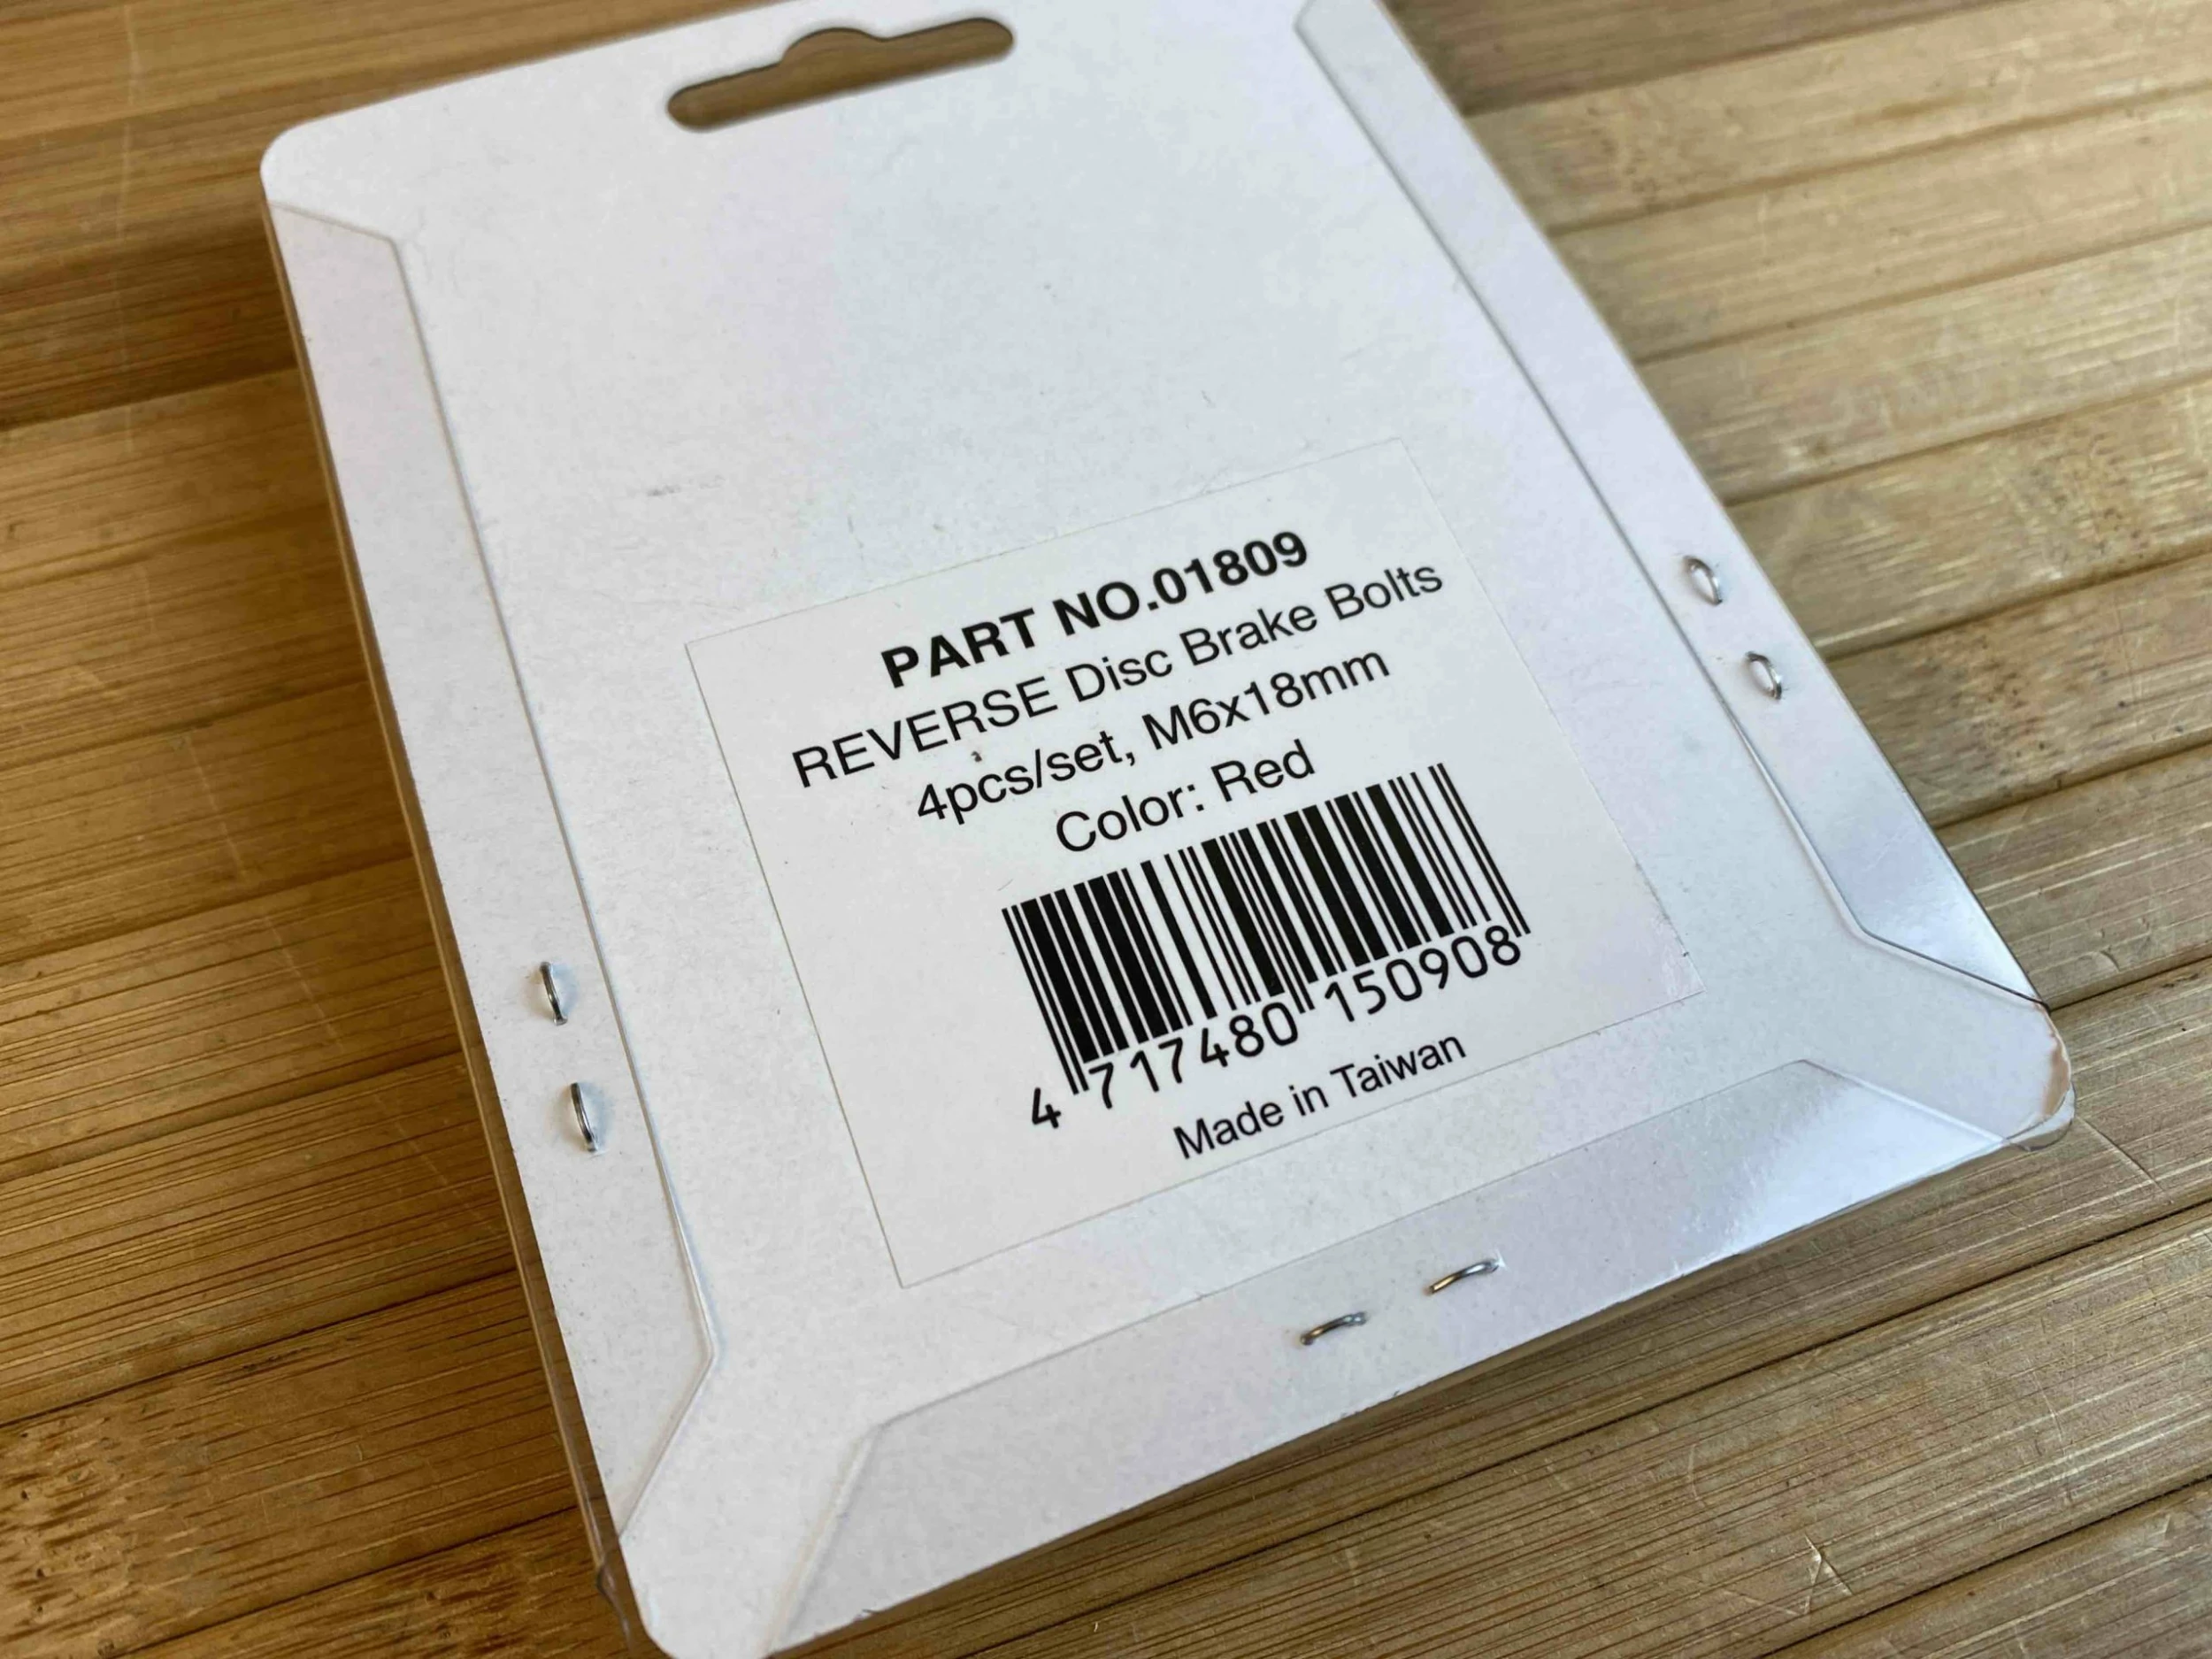 PART NO.01809
REVERSE Disc Brake Bolts
4pcs/set, M6x18mm
Color: Red
4 717480 150908
Made in Taiwan